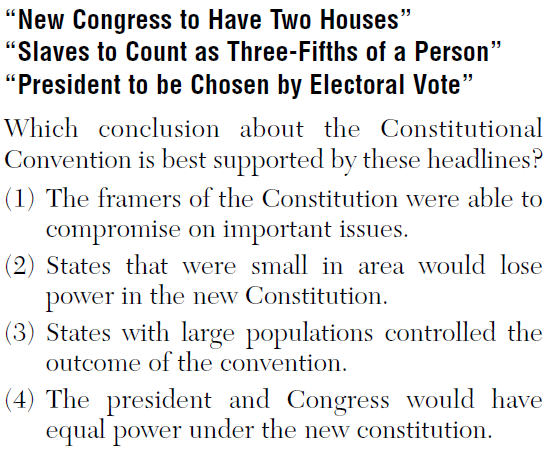 “New Congress to Have Two Houses”
“Slaves to Count as Three-Fifths of a Person”
“President to be Chosen by Electoral Vote”
Which conclusion about the Constitutional
Convention is best supported by these headlines?
(1) The framers of the Constitution were able to
compromise on important issues.
(2) States that were small in area would lose
power in the new Constitution.
(3) States with large populations controlled the
outcome of the convention.
(4) The president and Congress would have
equal power under the new constitution.